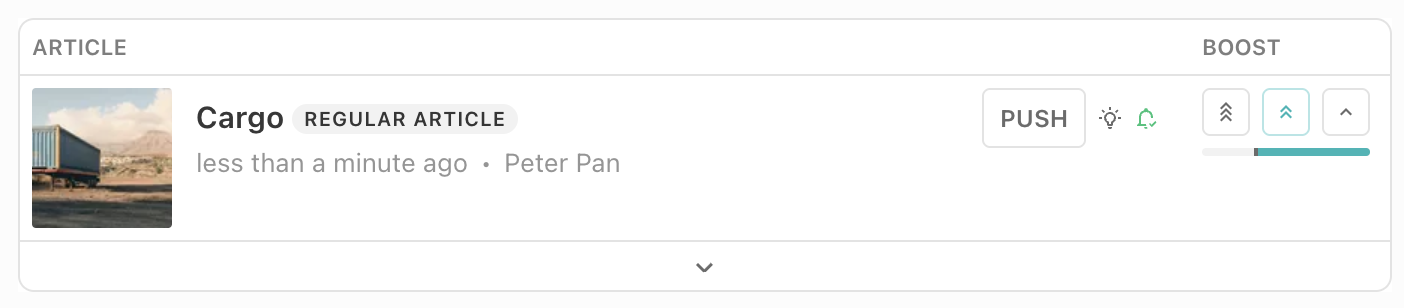 ARTICLE BOOST
Cargo REGULAR ARTICLE PUSH
less than a minute ago • Peter Pan